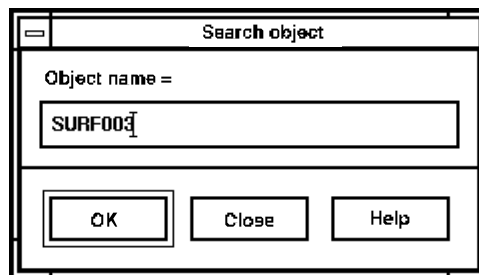 Search object
Object name =
SURF003
OK
Close
Help